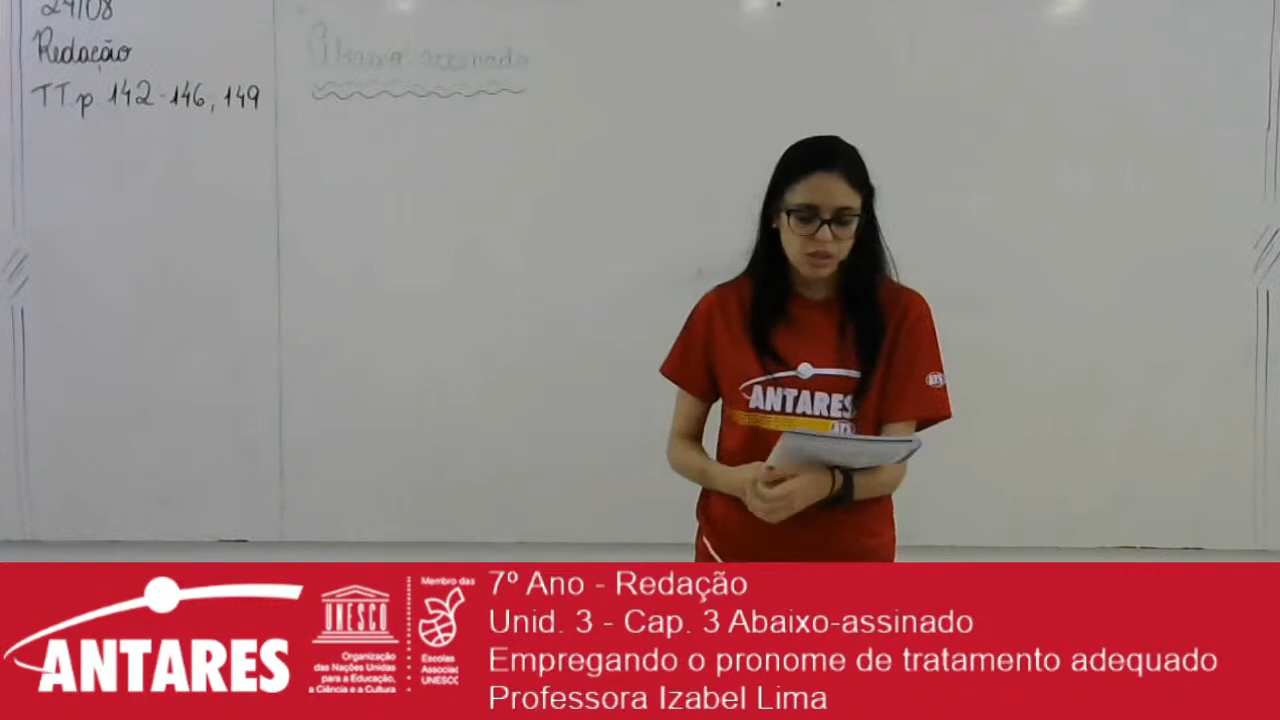 24/08
Redação
TT p 142-146, 149
Abaixo-assinado
ANTARES
ANTARES
UNESCO
Organização
das Nações Unidas
para a Educação,
a Ciência e a Cultura
Membro das
Escolas
Associac
UNESC
7º Ano - Redação
Unid. 3 - Cap. 3 Abaixo-assinado
Empregando o pronome de tratamento adequado
Professora Izabel Lima